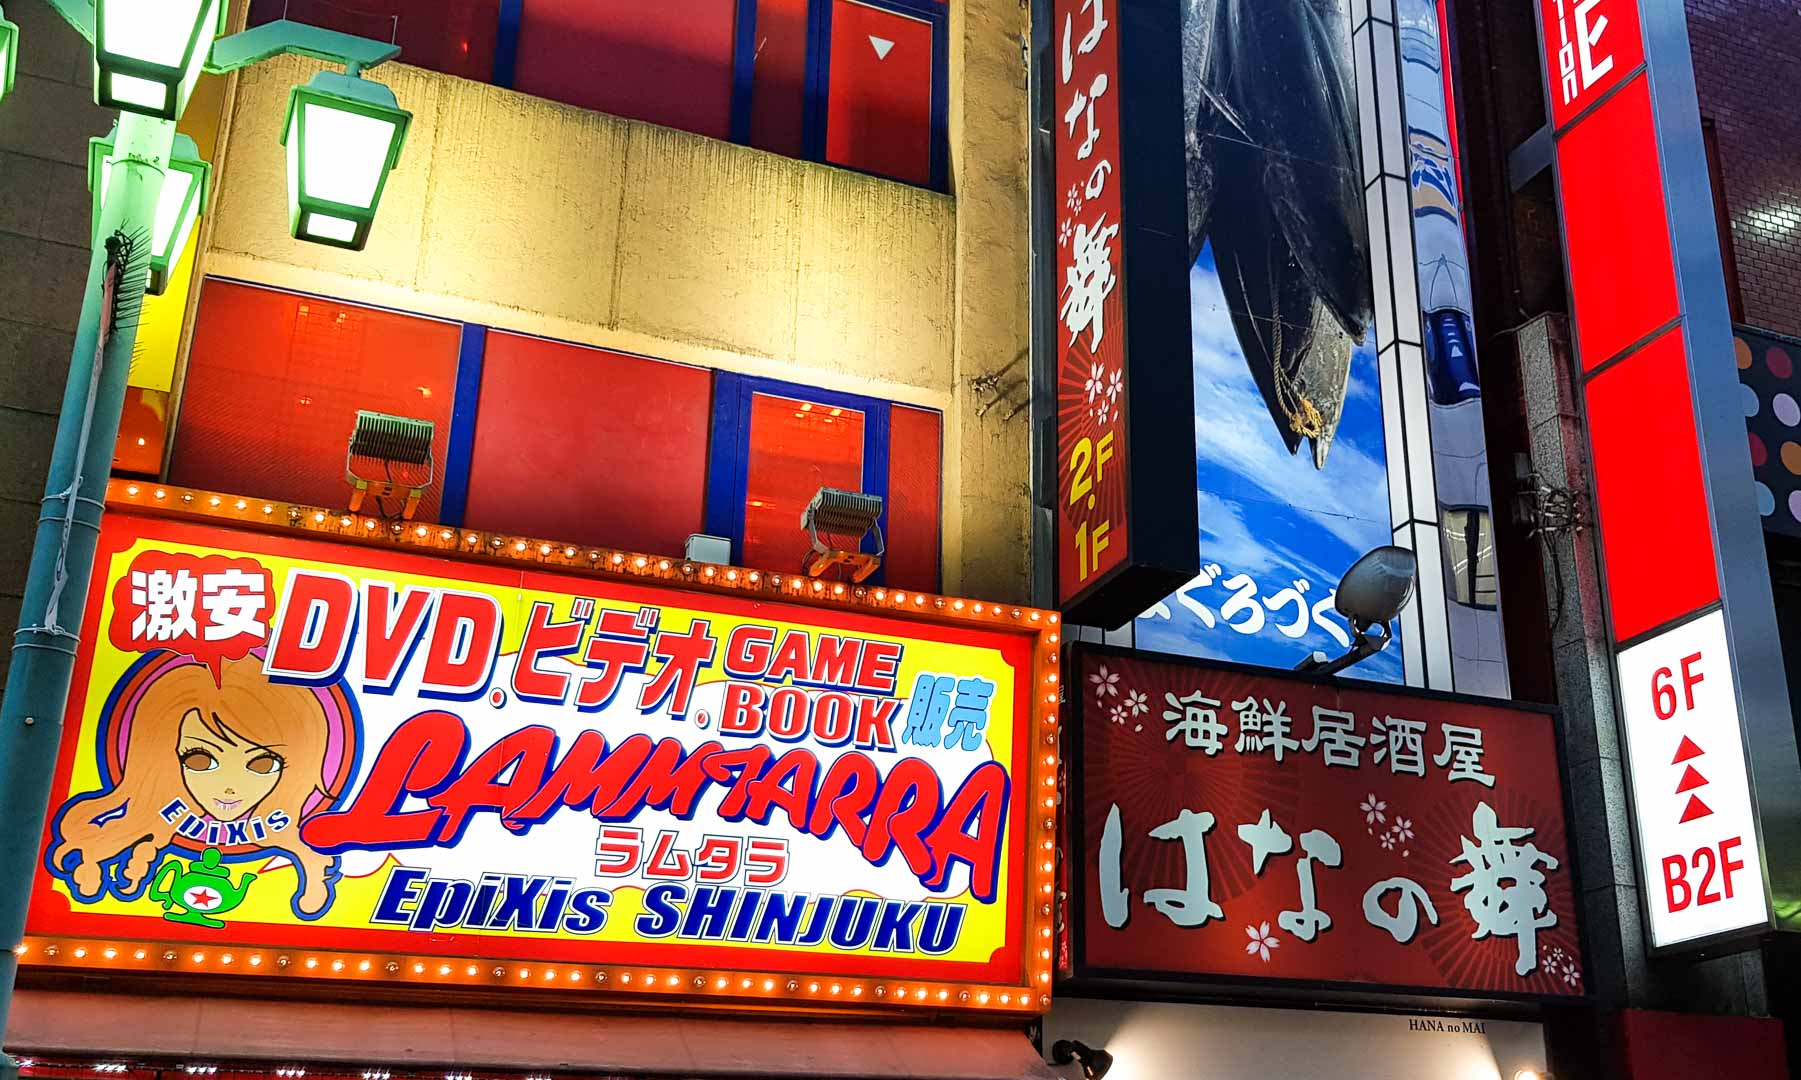 激安
DVD.ビデオ.GAME BOOK 販売
LAMMTARRA
ラムタラ
EpiXis SHINJUKU
EpiXis
はなの舞
2F・1F
まぐろづく
海鮮居酒屋
はなの舞
HANA no MAI
E
6F
B2F